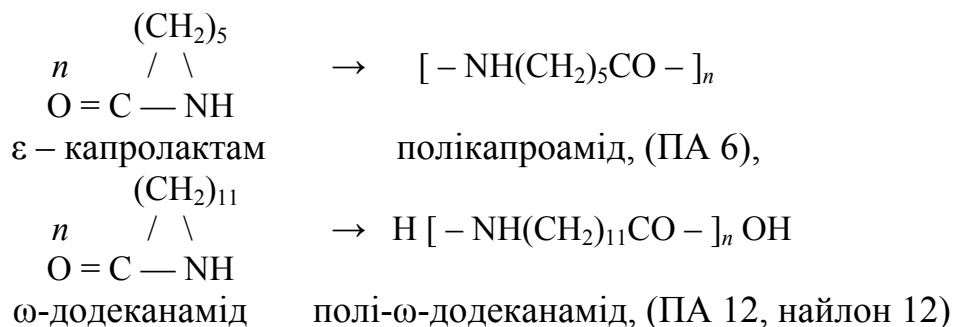 (CH₂)₅
n / \ → [ – NH(CH₂)₅CO – ]ₙ
O = C — NH
ε – капролактам полікапроамід, (ПА 6),
(CH₂)₁₁
n / \ → H [ – NH(CH₂)₁₁CO – ]ₙ OH
O = C — NH
ω-додеканамід полі-ω-додеканамід, (ПА 12, найлон 12)